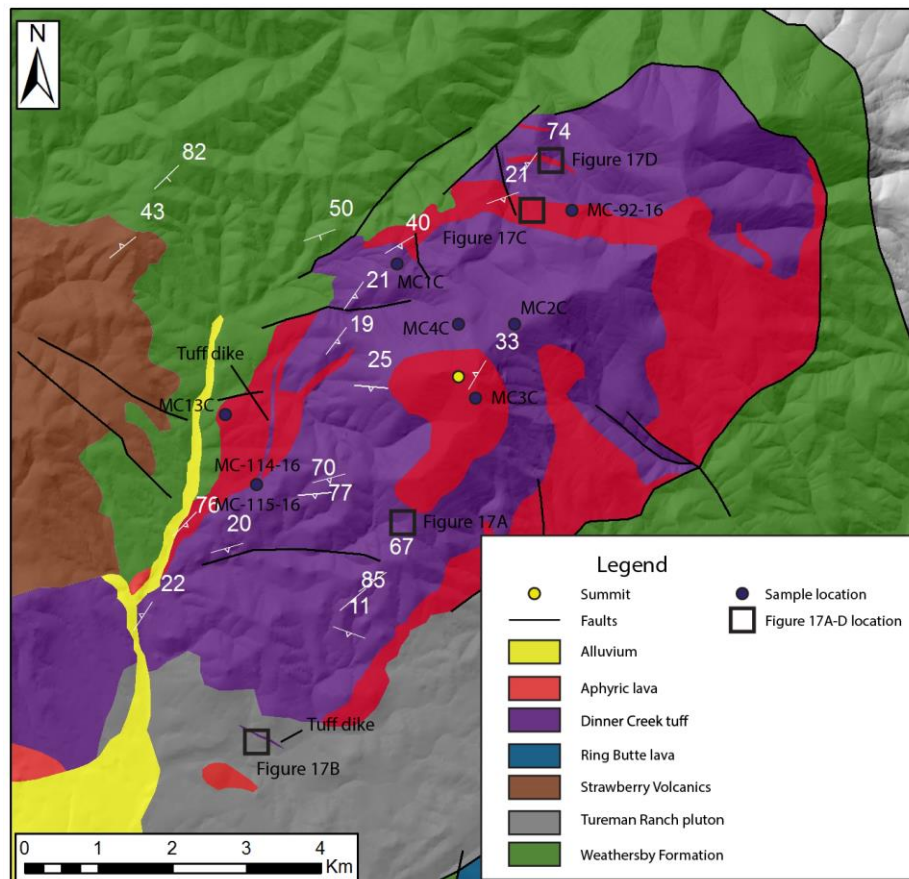 N
82
74
Figure 17D
43
21
50
MC-92-16
40
Figure 17C
21
MC1C
19
MC4C
MC2C
Tuff dike
33
25
MC13C
MC3C
MC-114-16
70
MC-115-16
77
76
Figure 17A
20
67
22
85
11
Tuff dike
Figure 17B
0 1 2 3 4
Km
Legend
Summit
Sample location
Faults
Figure 17A-D location
Alluvium
Aphyric lava
Dinner Creek tuff
Ring Butte lava
Strawberry Volcanics
Tureman Ranch pluton
Weathersby Formation